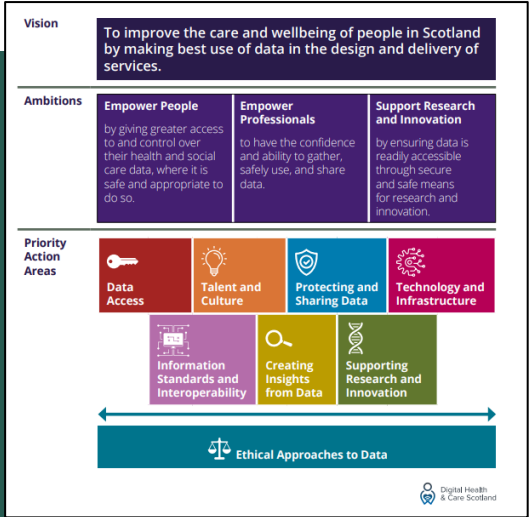 Vision
To improve the care and wellbeing of people in Scotland
by making best use of data in the design and delivery of
services.
Ambitions
Empower People
by giving greater access
to and control over
their health and social
care data, where it is
safe and appropriate to
do so.
Empower
Professionals
to have the confidence
and ability to gather,
safely use, and share
data.
Support Research
and Innovation
by ensuring data is
readily accessible
through secure
and safe means
for research and
innovation.
Priority
Action
Areas
Data
Access
Talent and
Culture
Protecting and
Sharing Data
Technology and
Infrastructure
Information
Standards and
Interoperability
Creating
Insights
from Data
Supporting
Research and
Innovation
Ethical Approaches to Data
Digital Health
& Care Scotland